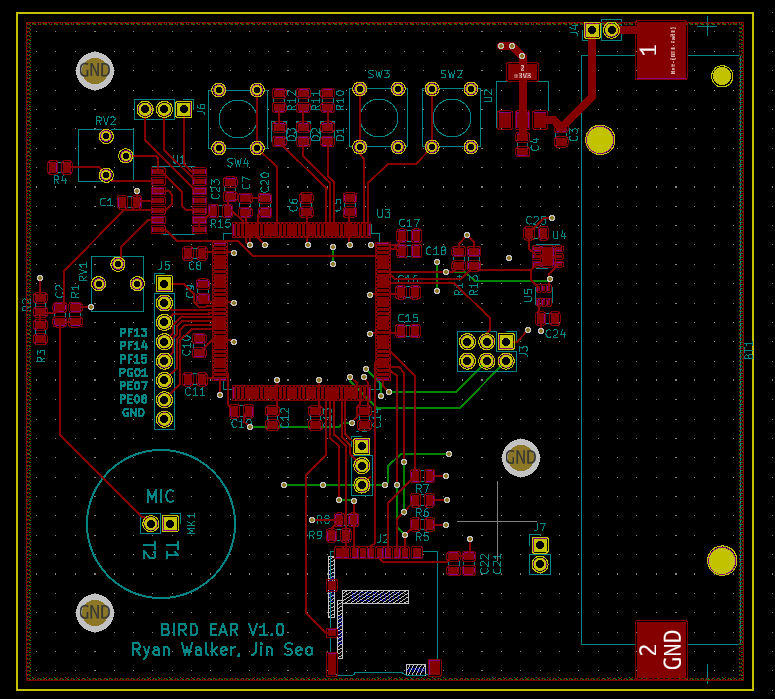 J4
1
GND
SW3
SW2
2
U2
RV2
J6
R12
R11
R10
D3
D2
D1
C4
C3
SW4
R4
U1
C1
C23
C7
C20
R15
C6
C5
U3
C17
C25
U4
C18
R14
R13
RV1
J5
C8
C9
C16
U5
R2
C2
R1
C15
C24
R3
PF13
PF14
PF15
PG01
PE07
PE08
GND
C10
C11
J3
BT1
C12
GND
MIC
MK1
T2
T1
R7
R6
R5
R8
R9
J2
J7
C22
C21
GND
BIRD EAR V1.0
Ryan Walker, Jin Seo
2
GND